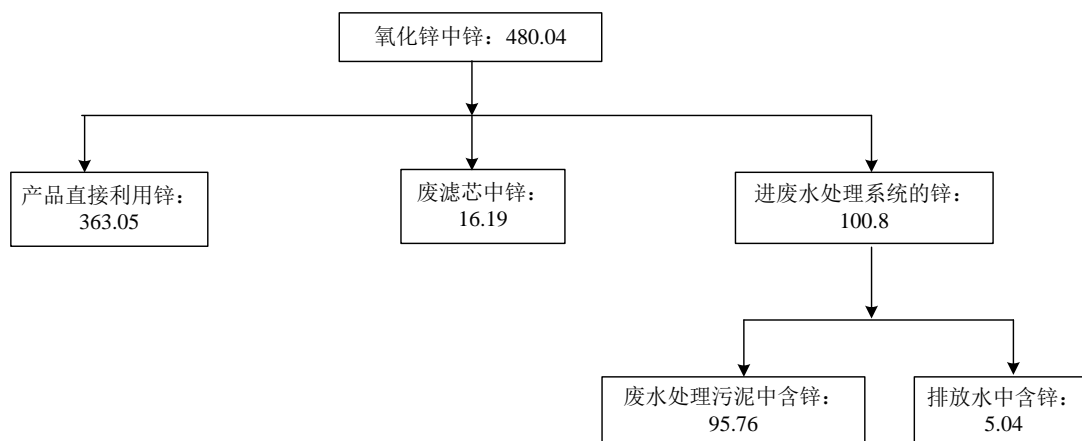 氧化锌中锌：480.04
产品直接利用锌：
363.05
废滤芯中锌：
16.19
进废水处理系统的锌：
100.8
废水处理污泥中含锌：
95.76
排放水中含锌：
5.04